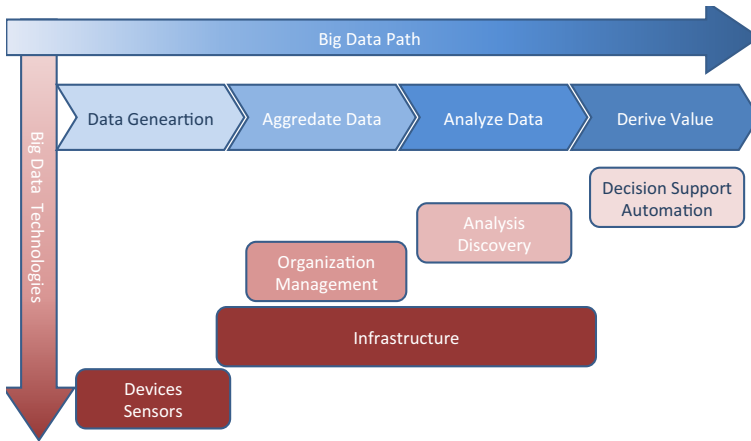 Big Data Path
Big Data Technologies
Data Geneartion
Aggredate Data
Analyze Data
Derive Value
Decision Support
Automation
Analysis
Discovery
Organization
Management
Infrastructure
Devices
Sensors